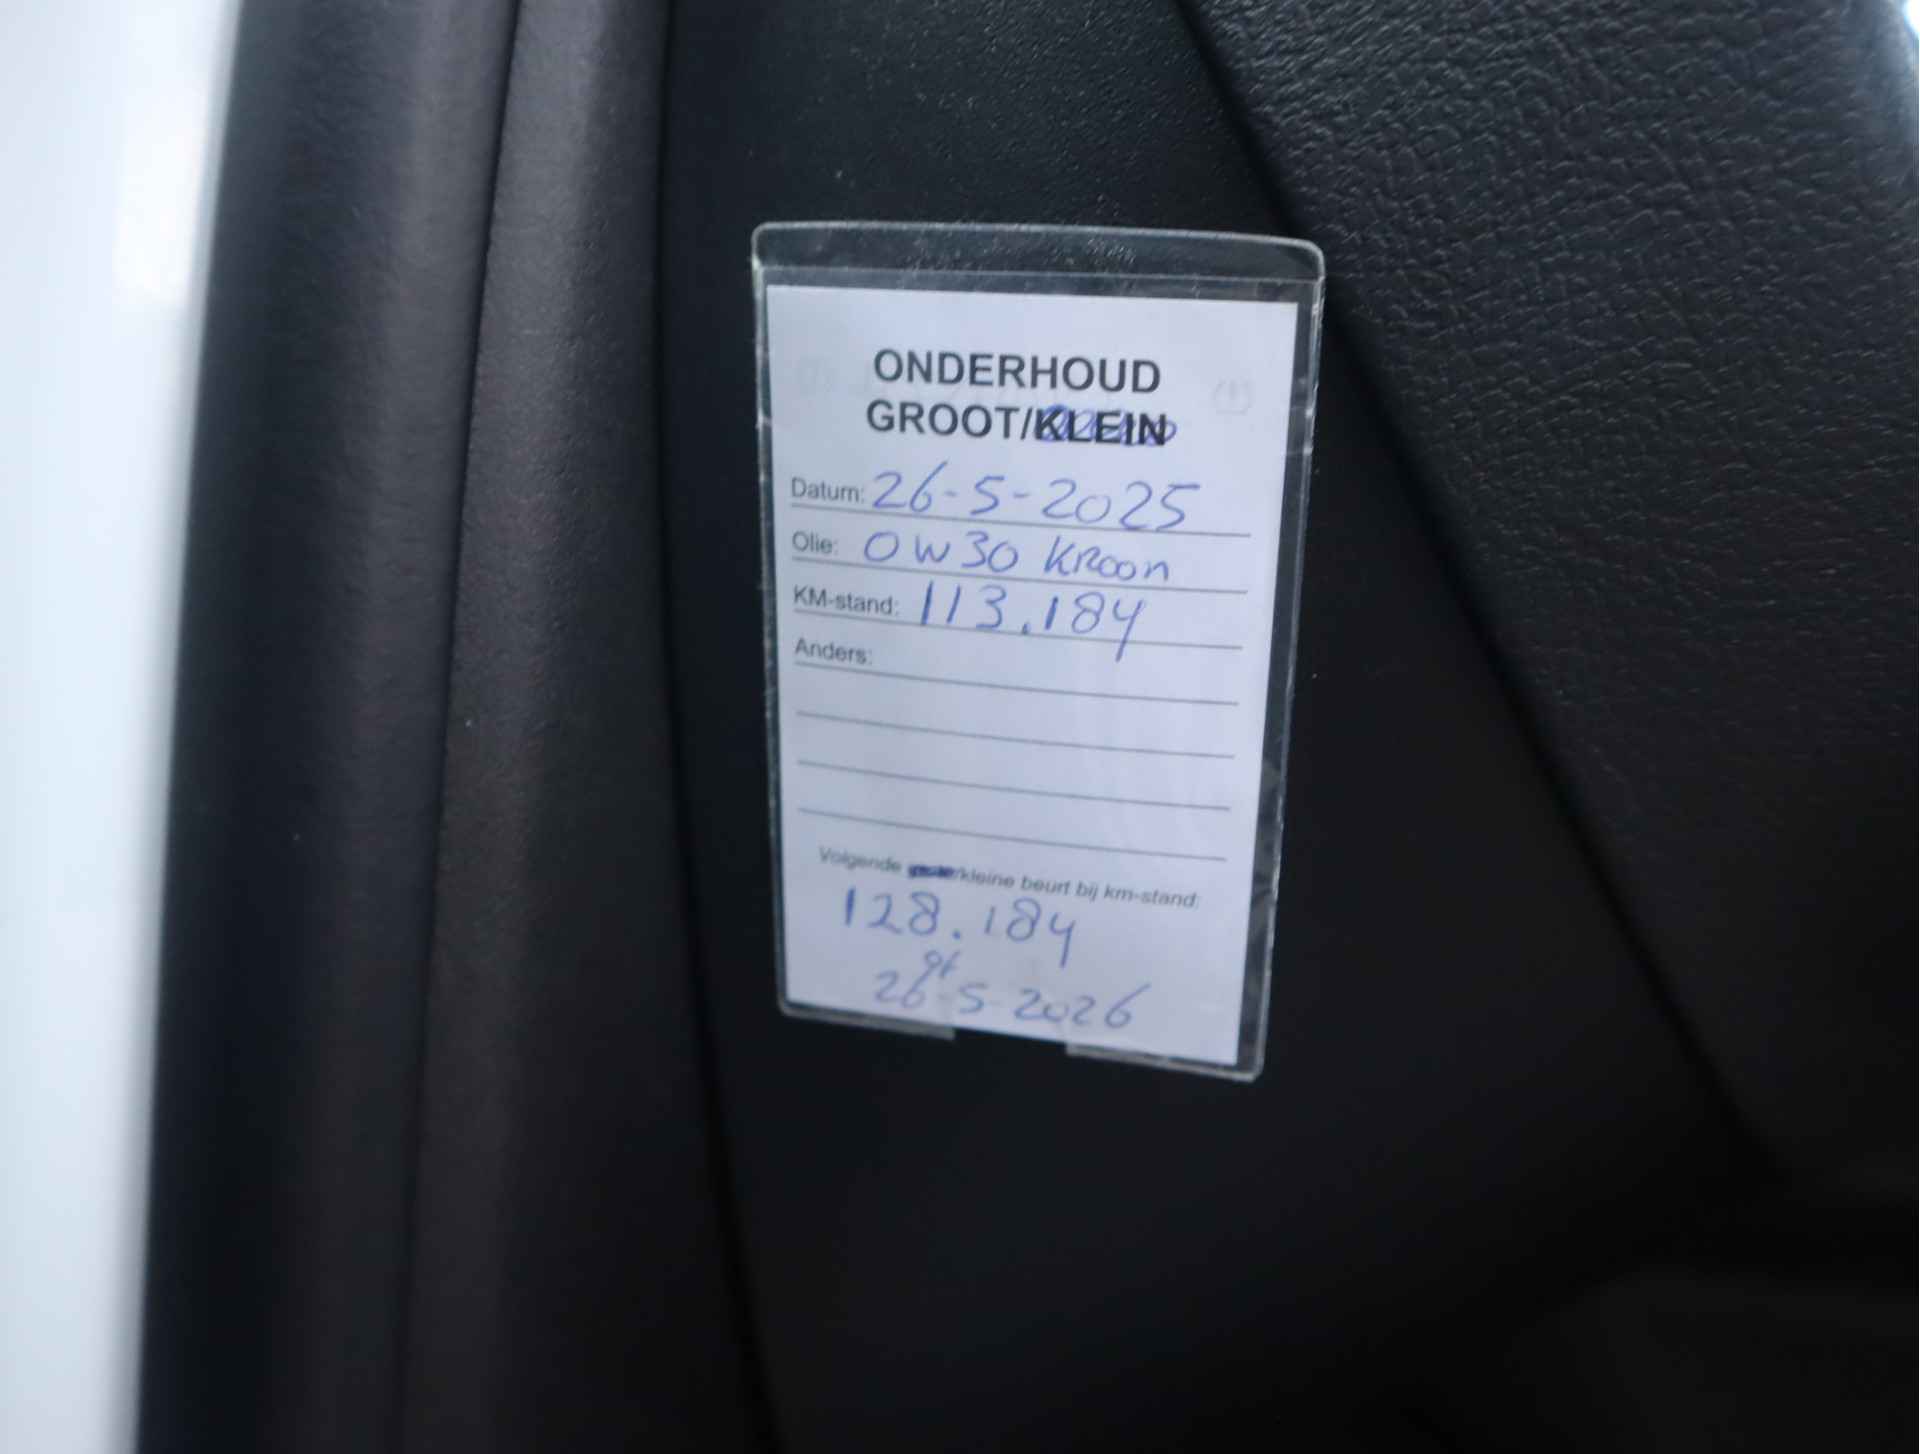 ONDERHOUD
GROOT/KLEIN
Datum: 26-5-2025
Olie: 0W30 Kroon
KM-stand: 113.184
Anders:
Volgende /kleine beurt bij km-stand:
128.184
of
26-5-2026